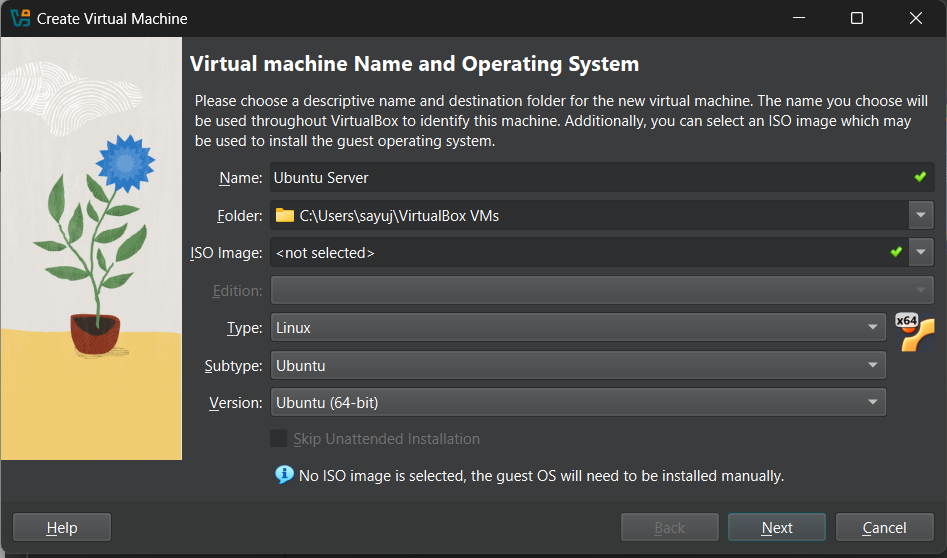 Create Virtual Machine
Virtual machine Name and Operating System
Please choose a descriptive name and destination folder for the new virtual machine. The name you choose will
be used throughout VirtualBox to identify this machine. Additionally, you can select an ISO image which may
be used to install the guest operating system.
Name: Ubuntu Server
Folder: C:\Users\sayuj\VirtualBox VMs
ISO Image: <not selected>
Edition:
Type: Linux
x64
Subtype: Ubuntu
Version: Ubuntu (64-bit)
Skip Unattended Installation
No ISO image is selected, the guest OS will need to be installed manually.
Help Back Next Cancel